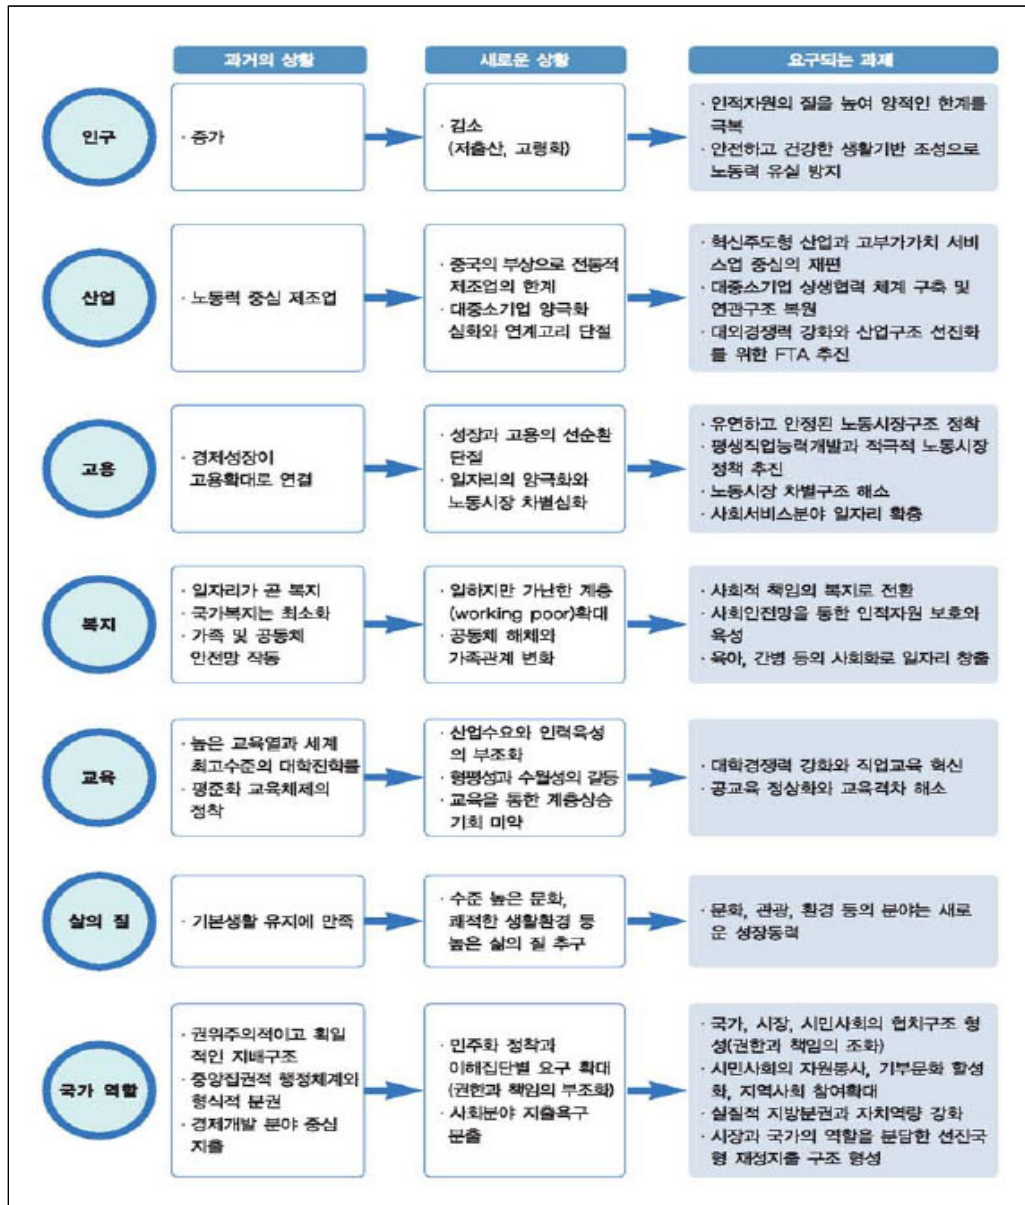 과거의 상황
새로운 상황
요구되는 과제
인구
· 증가
· 감소
(저출산, 고령화)
· 인적자원의 질을 높여 양적인 한계를
극복
· 안전하고 건강한 생활기반 조성으로
노동력 유실 방지
산업
· 노동력 중심 제조업
· 중국의 부상으로 전통적
제조업의 한계
· 대중소기업 양극화
심화와 연계고리 단절
· 혁신주도형 산업과 고부가가치 서비
스업 중심의 재편
· 대중소기업 상생협력 체계 구축 및
연관구조 복원
· 대외경쟁력 강화와 산업구조 선진화
를 위한 FTA 추진
고용
· 경제성장이
고용확대로 연결
· 성장과 고용의 선순환
단절
· 일자리의 양극화와
노동시장 차별심화
· 유연하고 안정된 노동시장구조 정착
· 평생직업능력개발과 적극적 노동시장
정책 추진
· 노동시장 차별구조 해소
· 사회서비스분야 일자리 확충
복지
· 일자리가 곧 복지
· 국가복지는 최소화
· 가족 및 공동체
안전망 작동
· 일하지만 가난한 계층
(working poor)확대
· 공동체 해체와
가족관계 변화
· 사회적 책임의 복지로 전환
· 사회안전망을 통한 인적자원 보호와
육성
· 육아, 간병 등의 사회화로 일자리 창출
교육
· 높은 교육열과 세계
최고수준의 대학진학률
· 평준화 교육체제의
정착
· 산업수요와 인력육성
의 부조화
· 형평성과 수월성의 갈등
· 교육을 통한 계층상승
기회 미약
· 대학경쟁력 강화와 직업교육 혁신
· 공교육 정상화와 교육격차 해소
삶의 질
· 기본생활 유지에 만족
· 수준 높은 문화,
쾌적한 생활환경 등
높은 삶의 질 추구
· 문화, 관광, 환경 등의 분야는 새로
운 성장동력
국가 역할
· 권위주의적이고 획일
적인 지배구조
· 중앙집권적 행정체계와
형식적 분권
· 경제개발 분야 중심
지출
· 민주화 정착과
이해집단별 요구 확대
(권한과 책임의 부조화)
· 사회분야 지출욕구
분출
· 국가, 시장, 시민사회의 협치구조 형
성(권한과 책임의 조화)
· 시민사회의 자원봉사, 기부문화 활성
화, 지역사회 참여확대
· 실질적 지방분권과 자치역량 강화
· 시장과 국가의 역할을 분담한 선진국
형 재정지출 구조 형성